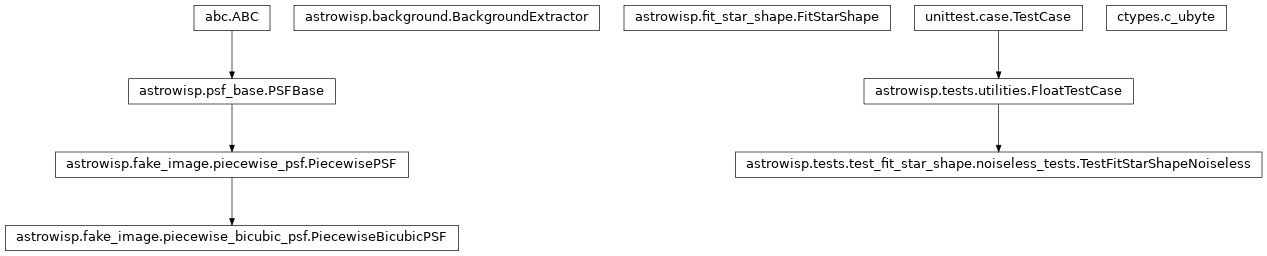 abc.ABC
astrowisp.background.BackgroundExtractor
astrowisp.fit_star_shape.FitStarShape
unittest.case.TestCase
ctypes.c_ubyte
astrowisp.psf_base.PSFBase
astrowisp.tests.utilities.FloatTestCase
astrowisp.fake_image.piecewise_psf.PiecewisePSF
astrowisp.tests.test_fit_star_shape.noiseless_tests.TestFitStarShapeNoiseless
astrowisp.fake_image.piecewise_bicubic_psf.PiecewiseBicubicPSF